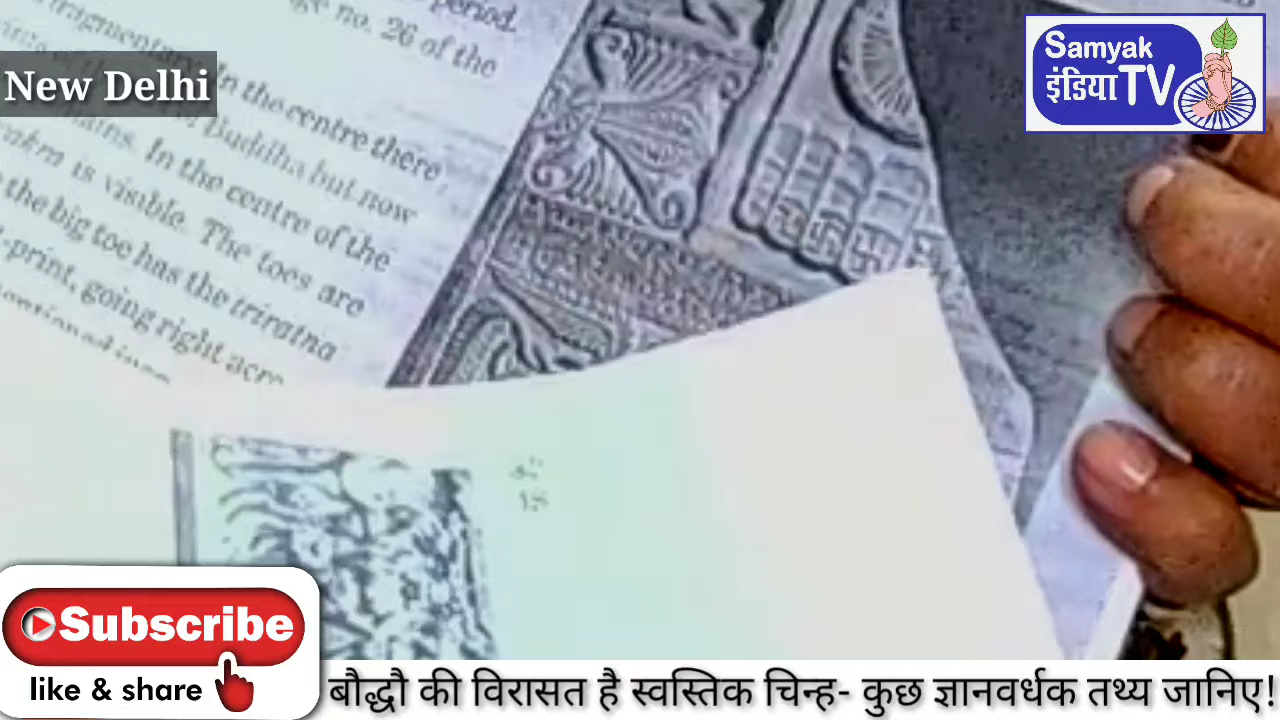 period.
no. 26 of the
New Delhi
In the centre there
of Buddha but now
In the centre of the
is visible. The toes are
the big toe has the triratna
print, going right
Samyak
इंडिया TV
Subscribe
like & share
बौद्धौ की विरासत है स्वस्तिक चिन्ह- कुछ ज्ञानवर्धक तथ्य जानिए!